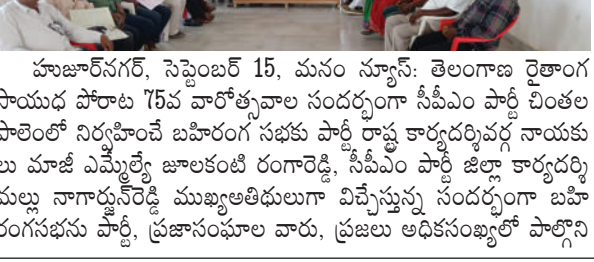 హుజూర్‌నగర్, సెప్టెంబర్ 15, మనం న్యూస్: తెలంగాణ రైతాంగ
సాయుధ పోరాట 75వ వారోత్సవాల సందర్భంగా సీపీఎం పార్టీ చింతల
పాలెంలో నిర్వహించే బహిరంగ సభకు పార్టీ రాష్ట్ర కార్యదర్శివర్గ నాయకు
లు మాజీ ఎమ్మేల్యే జూలకంటి రంగారెడ్డి, సీపీఎం పార్టీ జిల్లా కార్యదర్శి
మల్లు నాగార్జున్‌రెడ్డి ముఖ్యఅతిథులుగా విచ్చేస్తున్న సందర్భంగా బహి
రంగసభను పార్టీ, ప్రజాసంఘాల వారు, ప్రజలు అధికసంఖ్యలో పాల్గొని